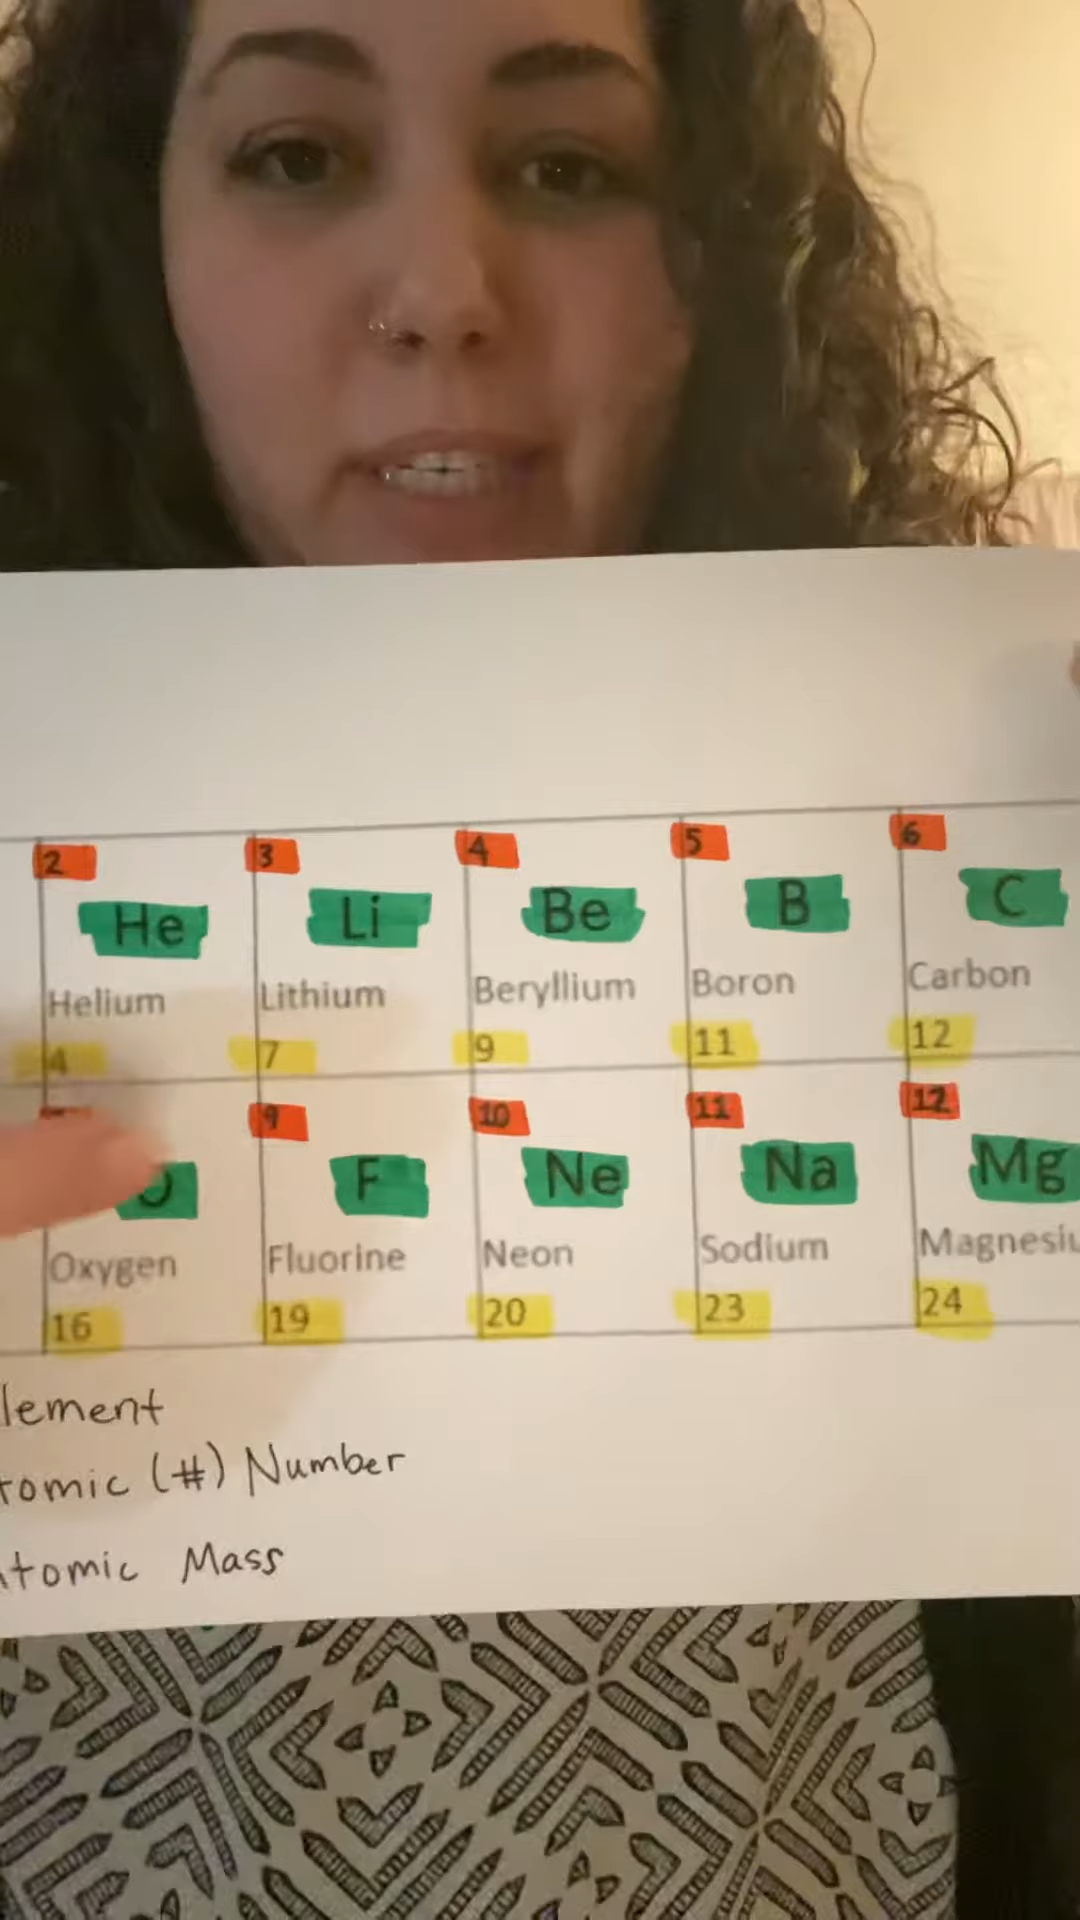 2 3 4 5 6
He Li Be B C
Helium Lithium Beryllium Boron Carbon
4 7 9 11 12
9 10 11 12
F Ne Na Mg
Oxygen Fluorine Neon Sodium Magnesiu
16 19 20 23 24
lement
tomic (#) Number
Atomic Mass